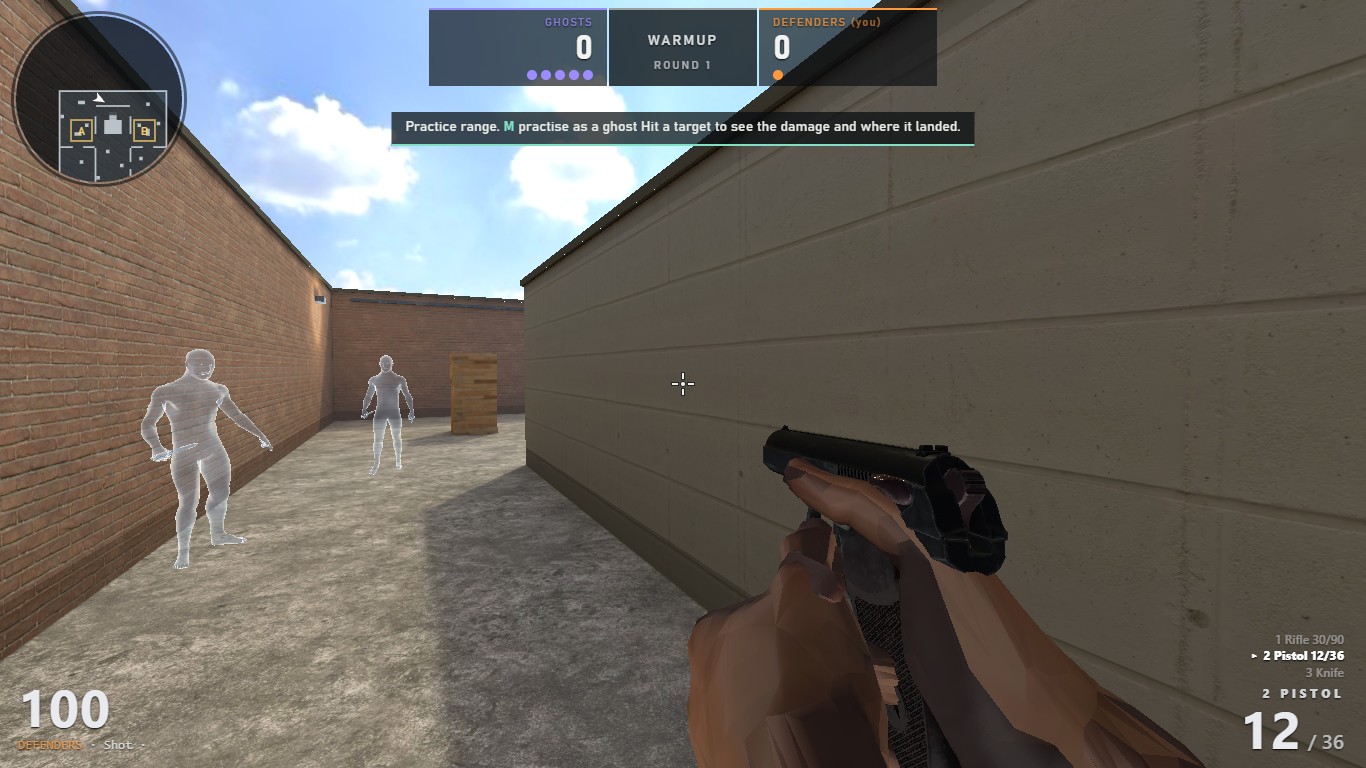 GHOSTS
0
WARMUP
ROUND 1
DEFENDERS (you)
0
A
B
Practice range. M practise as a ghost Hit a target to see the damage and where it landed.
1 Rifle 30/90
▸ 2 Pistol 12/36
3 Knife
2 PISTOL
12 / 36
100
DEFENDERS · Shot ·